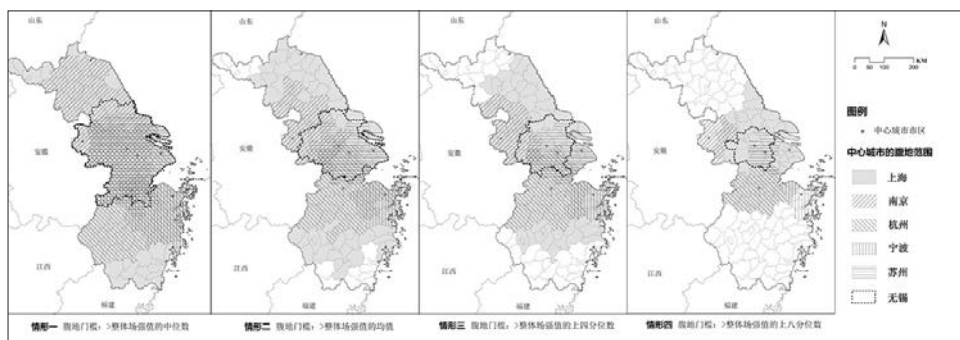 山东
安徽
江西
福建
情形一 腹地门槛：>整体场强值的中位数
山东
安徽
江西
福建
情形二 腹地门槛：>整体场强值的均值
山东
安徽
江西
福建
情形三 腹地门槛：>整体场强值的上四分位数
山东
安徽
江西
福建
情形四 腹地门槛：>整体场强值的上八分位数
N
0 50 100 200 KM
图例
中心城市市区
中心城市的腹地范围
上海
南京
杭州
宁波
苏州
无锡